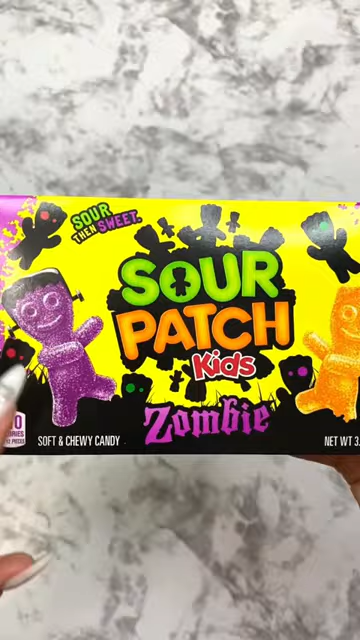 SOUR
THEN SWEET.
SOUR
PATCH
Kids
Zombie
SOFT & CHEWY CANDY
NET WT 3.